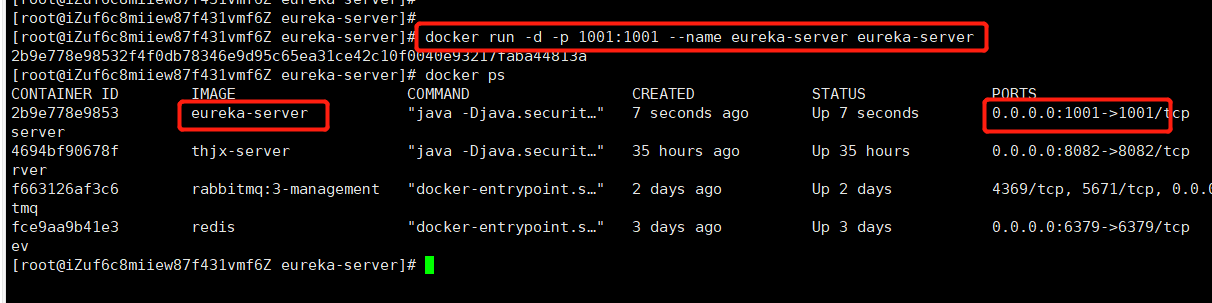 [root@iZuf6c8miiew87f431vmf6Z eureka-server]#
[root@iZuf6c8miiew87f431vmf6Z eureka-server]#
[root@iZuf6c8miiew87f431vmf6Z eureka-server]# docker run -d -p 1001:1001 --name eureka-server eureka-server
2b9e778e98532f4f0db78346e9d95c65ea31ce42c10f0040e93217faba44813a
[root@iZuf6c8miiew87f431vmf6Z eureka-server]# docker ps
CONTAINER ID IMAGE COMMAND CREATED STATUS PORTS
2b9e778e9853 eureka-server "java -Djava.securit…" 7 seconds ago Up 7 seconds 0.0.0.0:1001->1001/tcp
server
4694bf90678f thjx-server "java -Djava.securit…" 35 hours ago Up 35 hours 0.0.0.0:8082->8082/tcp
rver
f663126af3c6 rabbitmq:3-management "docker-entrypoint.s…" 2 days ago Up 2 days 4369/tcp, 5671/tcp, 0.0.0
tmq
fce9aa9b41e3 redis "docker-entrypoint.s…" 3 days ago Up 3 days 0.0.0.0:6379->6379/tcp
ev
[root@iZuf6c8miiew87f431vmf6Z eureka-server]#